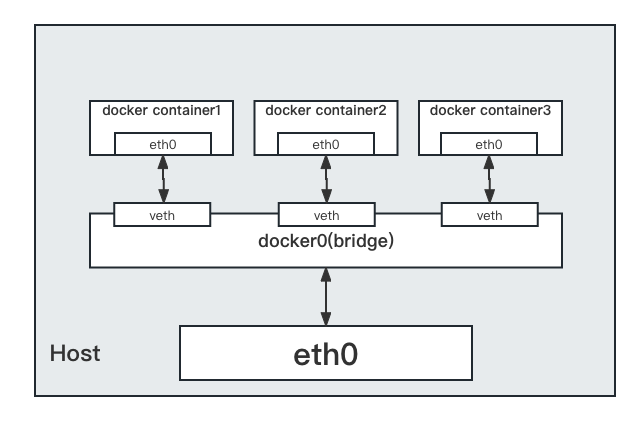 docker container1
docker container2
docker container3
eth0
eth0
eth0
veth
veth
veth
docker0(bridge)
Host
eth0